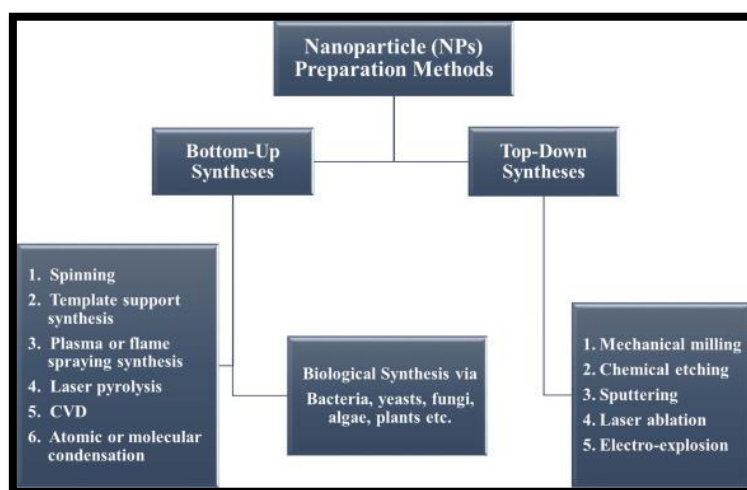 Nanoparticle (NPs)
Preparation Methods
Bottom-Up
Syntheses
Top-Down
Syntheses
1. Spinning
2. Template support
synthesis
3. Plasma or flame
spraying synthesis
4. Laser pyrolysis
5. CVD
6. Atomic or molecular
condensation
Biological Synthesis via
Bacteria, yeasts, fungi,
algae, plants etc.
1. Mechanical milling
2. Chemical etching
3. Sputtering
4. Laser ablation
5. Electro-explosion